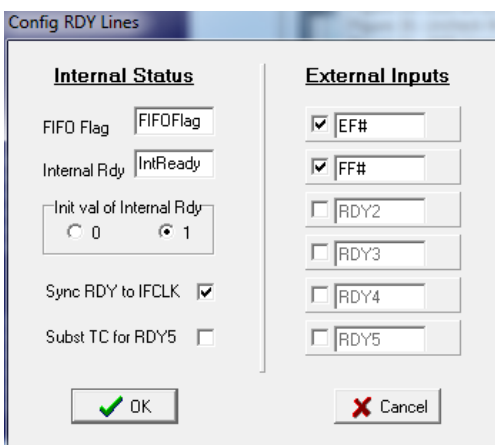 Config RDY Lines
Internal Status
FIFO Flag FIFOFlag
Internal Rdy IntReady
Init val of Internal Rdy
0 1
Sync RDY to IFCLK
Subst TC for RDY5
OK
External Inputs
EF#
FF#
RDY2
RDY3
RDY4
RDY5
Cancel